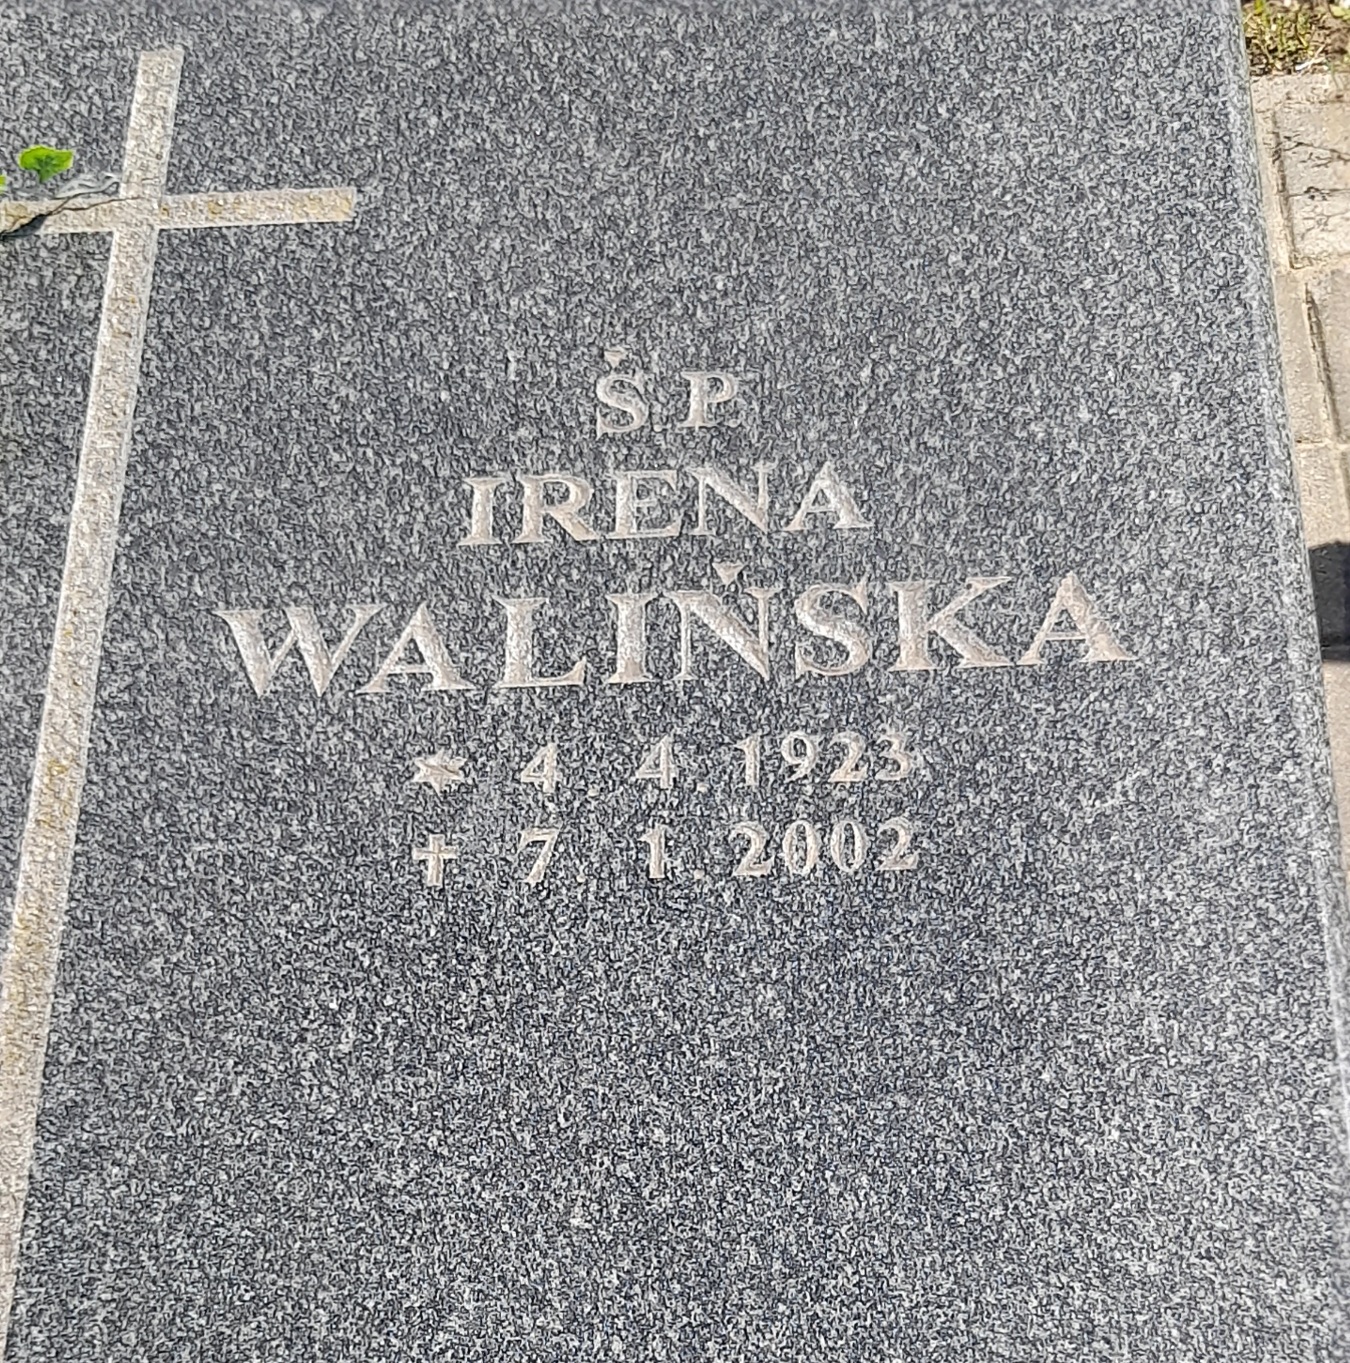 Ś.P.
IRENA
WALIŃSKA
* 4. 4. 1923
† 7. 1. 2002